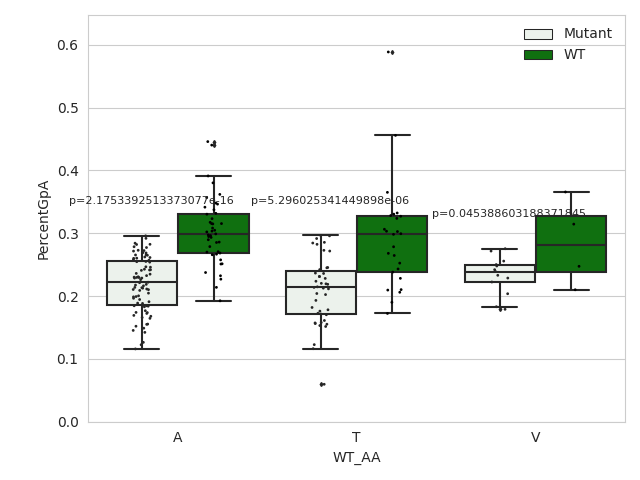 Mutant
WT
0.6
0.5
0.4
0.3
0.2
0.1
0.0
PercentGpA
p=2.1753392513373077e-16
p=5.296025341449898e-06
p=0.045388603188371845
A
T
V
WT_AA